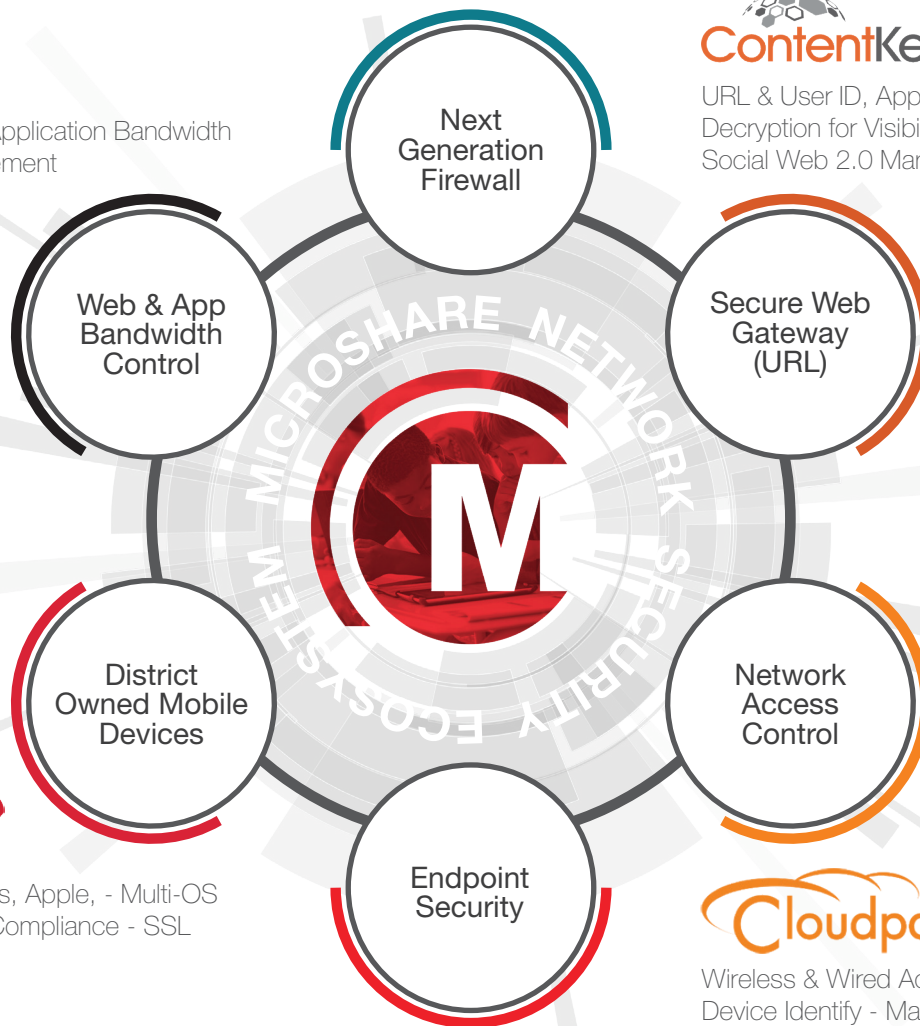 Next
Generation
Firewall
ContentKe
URL & User ID, App
Decryption for Visibi
Social Web 2.0 Mar
pplication Bandwidth
ement
Web & App
Bandwidth
Control
Secure Web
Gateway
(URL)
MICROSHARE NETWORK SECURITY ECOSYSTEM
M
District
Owned Mobile
Devices
Network
Access
Control
s, Apple, - Multi-OS
Compliance - SSL
Endpoint
Security
Cloudpa
Wireless & Wired Ac
Device Identify - Ma